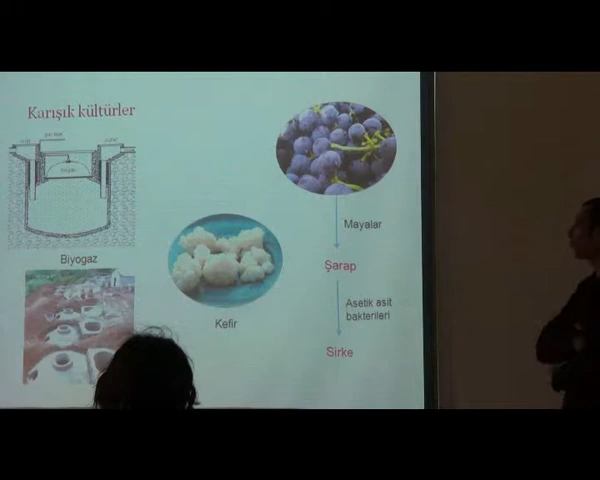 Karışık kültürler
Biyogaz
Kefir
Mayalar
Şarap
Asetik asit
bakterileri
Sirke